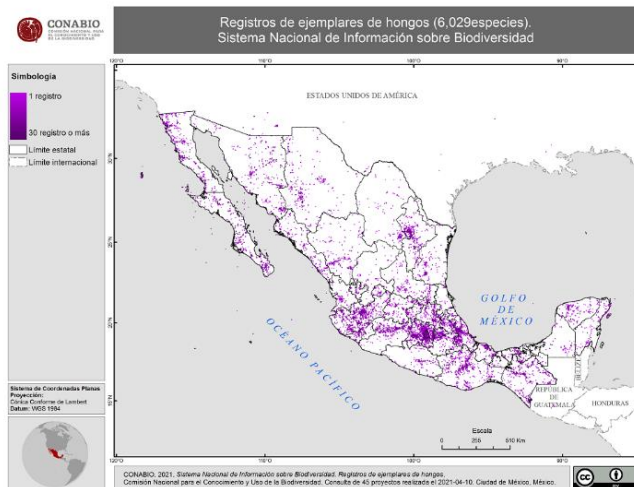 CONABIO
COMISIÓN NACIONAL PARA
EL CONOCIMIENTO Y USO
DE LA BIODIVERSIDAD
Registros de ejemplares de hongos (6,029especies).
Sistema Nacional de Información sobre Biodiversidad
Simbología
1 registro
30 registro o más
Límite estatal
Límite internacional
ESTADOS UNIDOS DE AMÉRICA
GOLFO
DE
MÉXICO
OCÉANO PACÍFICO
BELICE
REPÚBLICA
DE
GUATEMALA
HONDURAS
Escala
0 255 510 Km
Sistema de Coordenadas Planas
Proyección:
Cónica Conforme de Lambert
Datum: WGS 1984
CONABIO, 2021. Sistema Nacional de Información sobre Biodiversidad. Registros de ejemplares de hongos.
Comisión Nacional para el Conocimiento y Uso de la Biodiversidad. Consulta de 45 proyectos realizada el 2021-04-10. Ciudad de México, México.
cc
BY